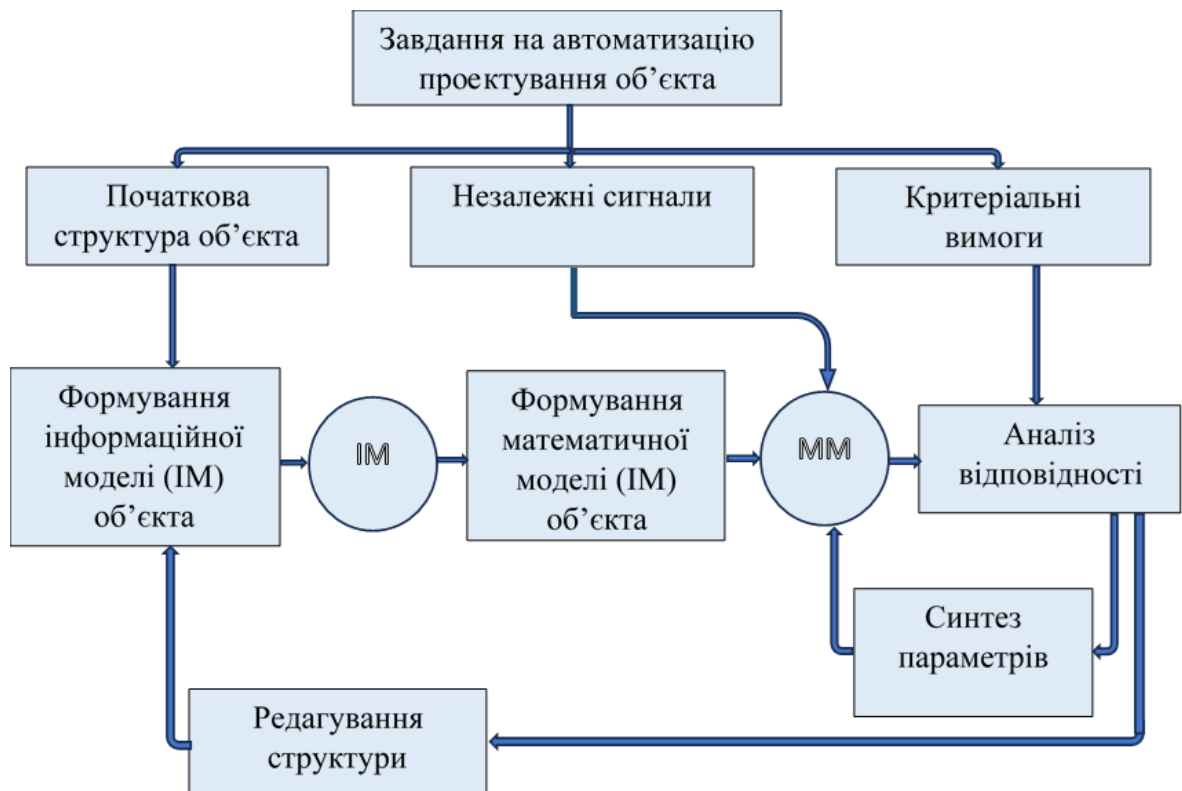 Завдання на автоматизацію
проектування об’єкта
Початкова
структура об’єкта
Незалежні сигнали
Критеріальні
вимоги
Формування
інформаційної
моделі (ІМ)
об’єкта
ІМ
Формування
математичної
моделі (ІМ)
об’єкта
ММ
Аналіз
відповідності
Синтез
параметрів
Редагування
структури